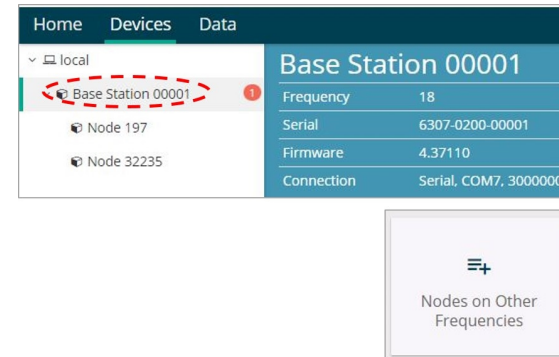 Home Devices Data
local
Base Station 00001 1
Node 197
Node 32235
Base Station 00001
Frequency 18
Serial 6307-0200-00001
Firmware 4.37110
Connection Serial, COM7, 3000000
Nodes on Other
Frequencies